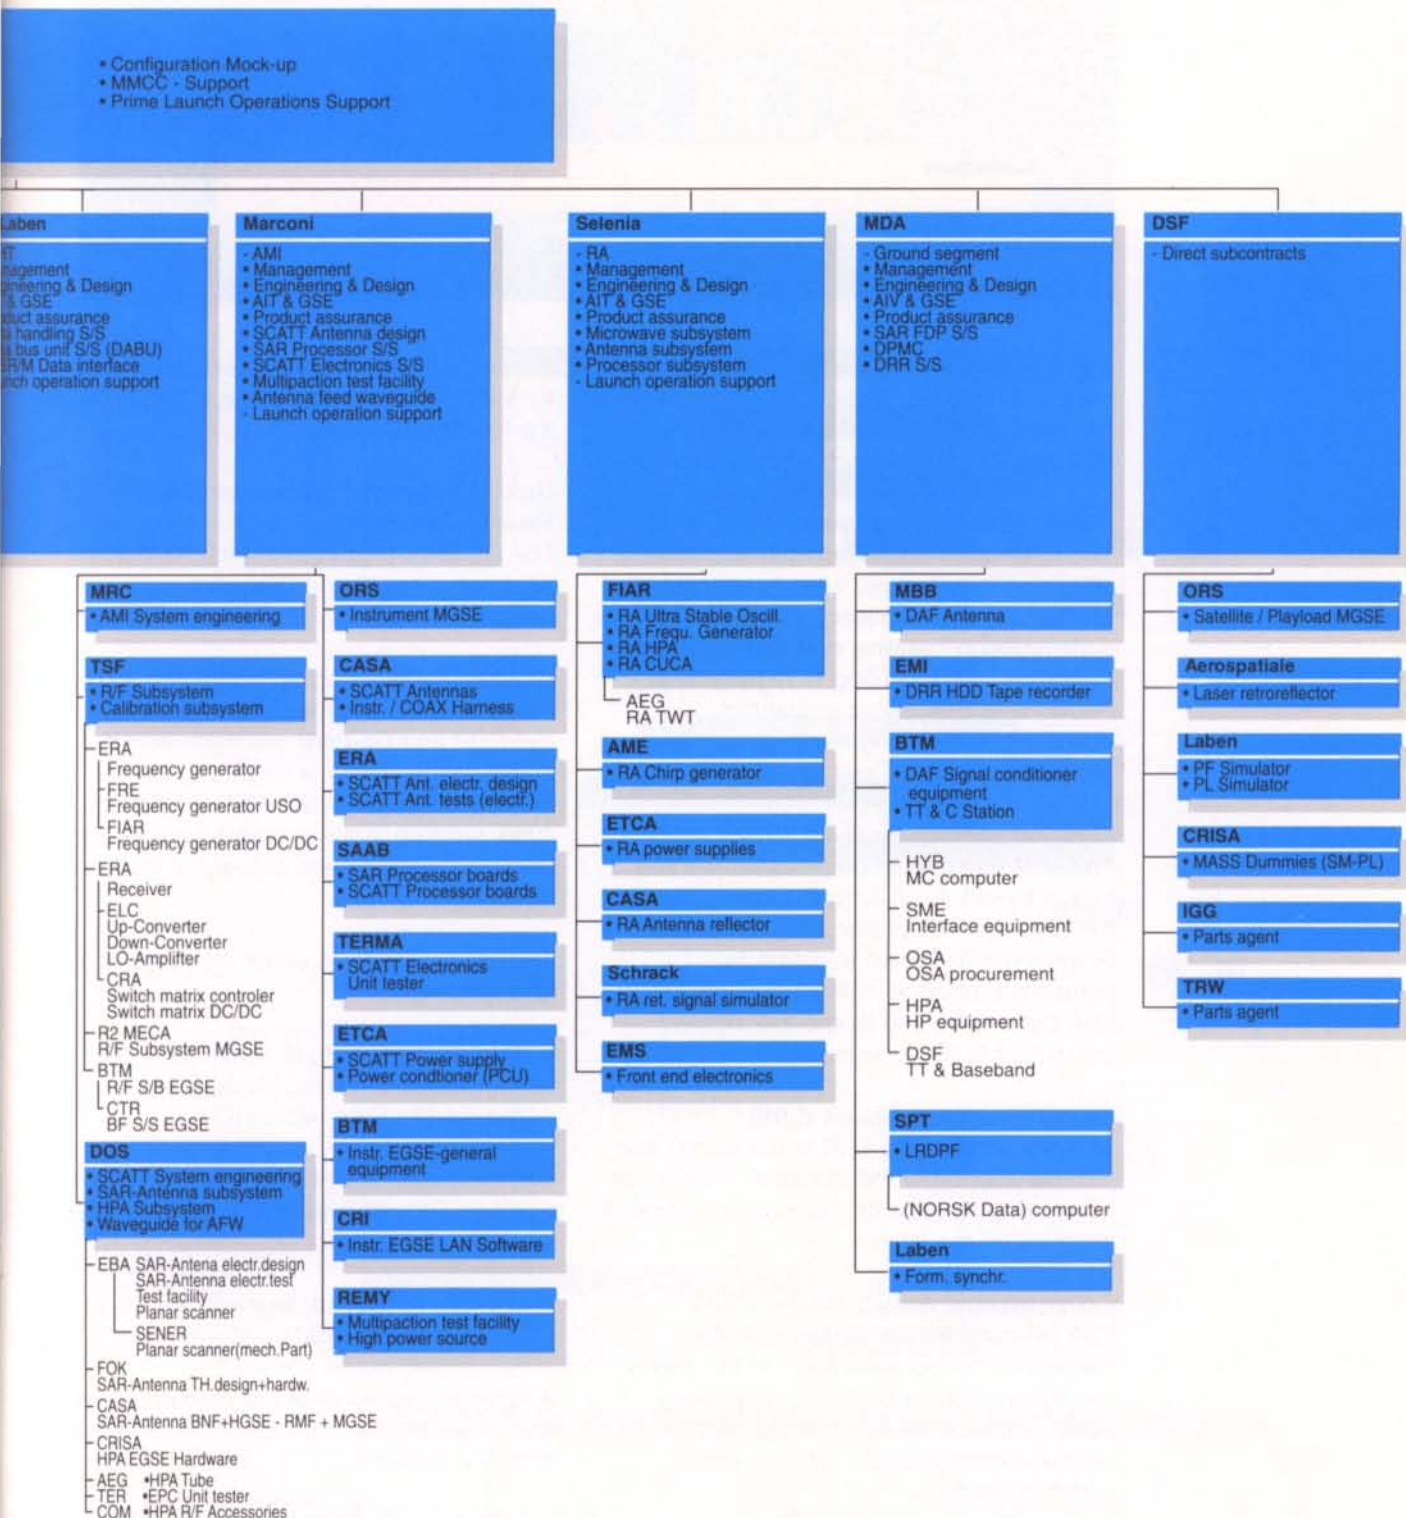 • Configuration Mock-up
• MMCC - Support
• Prime Launch Operations Support
Laben
& Design
& GSE
assurance
handling S/S
bus unit S/S (DABU)
Data interface
operation support
Marconi
- AMI
• Management
• Engineering & Design
• AIT & GSE
• Product assurance
• SCATT Antenna design
• SAR Processor S/S
• SCATT Electronics S/S
• Multipaction test facility
• Antenna feed waveguide
- Launch operation support
Selenia
- RA
• Management
• Engineering & Design
• AIT & GSE
• Product assurance
• Microwave subsystem
• Antenna subsystem
• Processor subsystem
- Launch operation support
MDA
- Ground segment
• Management
• Engineering & Design
• AIV & GSE
• Product assurance
• SAR FDP S/S
• DPMC
• DRR S/S
DSF
- Direct subcontracts
MRC
• AMI System engineering
TSF
• R/F Subsystem
• Calibration subsystem
ERA
Frequency generator
FRE
Frequency generator USO
FIAR
Frequency generator DC/DC
ERA
Receiver
ELC
Up-Converter
Down-Converter
LO-Amplifter
CRA
Switch matrix controler
Switch matrix DC/DC
R2 MECA
R/F Subsystem MGSE
BTM
R/F S/B EGSE
CTR
BF S/S EGSE
DOS
• SCATT System engineering
• SAR-Antenna subsystem
• HPA Subsystem
• Waveguide for AFW
EBA SAR-Antena electr.design
SAR-Antenna electr.test
Test facility
Planar scanner
SENER
Planar scanner(mech.Part)
FOK
SAR-Antenna TH.design+hardw.
CASA
SAR-Antenna BNF+HGSE - RMF + MGSE
CRISA
HPA EGSE Hardware
AEG •HPA Tube
TER •EPC Unit tester
COM •HPA R/F Accessories
ORS
• Instrument MGSE
CASA
• SCATT Antennas
• Instr. / COAX Harness
ERA
• SCATT Ant. electr. design
• SCATT Ant. tests (electr.)
SAAB
• SAR Processor boards
• SCATT Processor boards
TERMA
• SCATT Electronics
Unit tester
ETCA
• SCATT Power supply
• Power condtioner (PCU)
BTM
• Instr. EGSE-general
equipment
CRI
• Instr. EGSE LAN Software
REMY
• Multipaction test facility
• High power source
FIAR
• RA Ultra Stable Oscill.
• RA Frequ. Generator
• RA HPA
• RA CUCA
AEG
RA TWT
AME
• RA Chirp generator
ETCA
• RA power supplies
CASA
• RA Antenna reflector
Schrack
• RA ret. signal simulator
EMS
• Front end electronics
MBB
• DAF Antenna
EMI
• DRR HDD Tape recorder
BTM
• DAF Signal conditioner
equipment
• TT & C Station
HYB
MC computer
SME
Interface equipment
OSA
OSA procurement
HPA
HP equipment
DSF
TT & Baseband
SPT
• LRDPF
(NORSK Data) computer
Laben
• Form. synchr.
ORS
• Satellite / Playload MGSE
Aerospatiale
• Laser retroreflector
Laben
• PF Simulator
• PL Simulator
CRISA
• MASS Dummies (SM-PL)
IGG
• Parts agent
TRW
• Parts agent